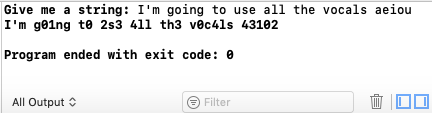 Give me a string: I'm going to use all the vocals aeiou
I'm g01ng t0 2s3 4ll th3 v0c4ls 43102
Program ended with exit code: 0
All Output
Filter